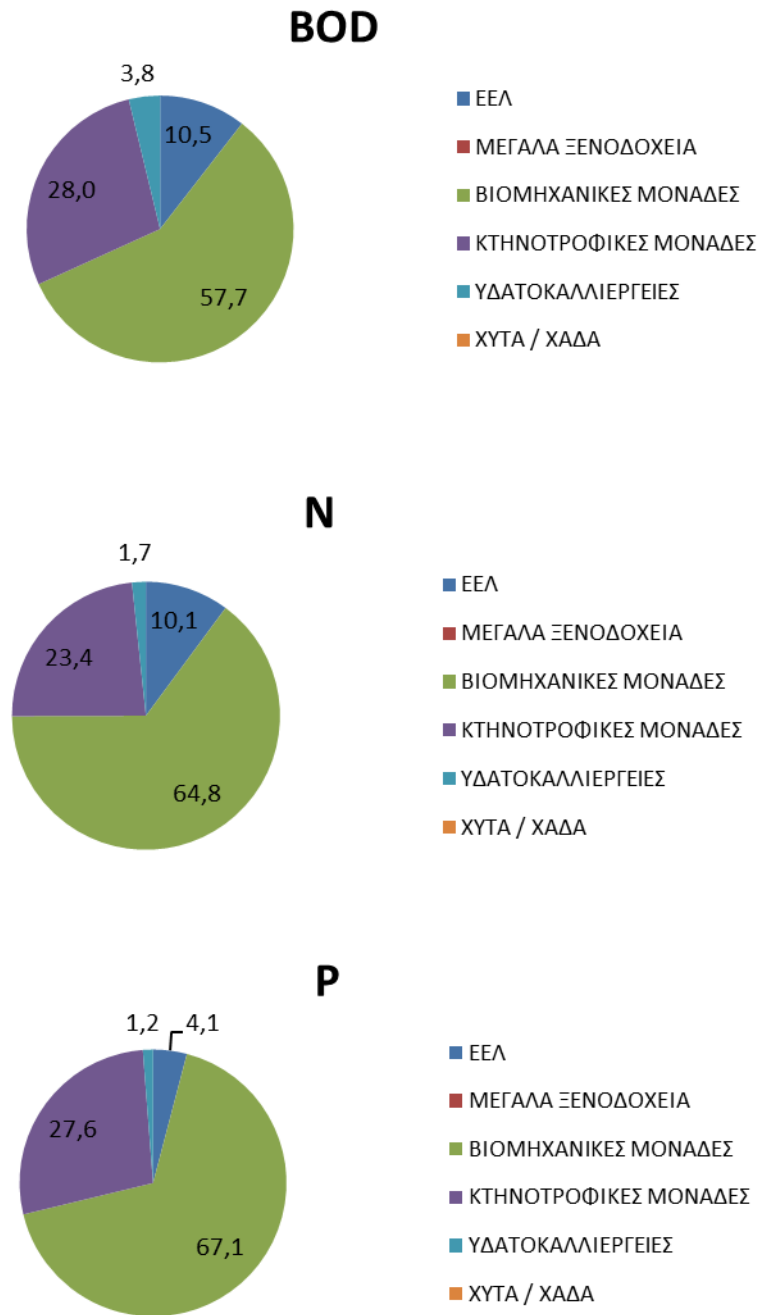 BOD
3,8
10,5
28,0
57,7
ΕΕΛ
ΜΕΓΑΛΑ ΞΕΝΟΔΟΧΕΙΑ
ΒΙΟΜΗΧΑΝΙΚΕΣ ΜΟΝΑΔΕΣ
ΚΤΗΝΟΤΡΟΦΙΚΕΣ ΜΟΝΑΔΕΣ
ΥΔΑΤΟΚΑΛΛΙΕΡΓΕΙΕΣ
ΧΥΤΑ / ΧΑΔΑ
N
1,7
10,1
23,4
64,8
ΕΕΛ
ΜΕΓΑΛΑ ΞΕΝΟΔΟΧΕΙΑ
ΒΙΟΜΗΧΑΝΙΚΕΣ ΜΟΝΑΔΕΣ
ΚΤΗΝΟΤΡΟΦΙΚΕΣ ΜΟΝΑΔΕΣ
ΥΔΑΤΟΚΑΛΛΙΕΡΓΕΙΕΣ
ΧΥΤΑ / ΧΑΔΑ
P
1,2
4,1
27,6
67,1
ΕΕΛ
ΜΕΓΑΛΑ ΞΕΝΟΔΟΧΕΙΑ
ΒΙΟΜΗΧΑΝΙΚΕΣ ΜΟΝΑΔΕΣ
ΚΤΗΝΟΤΡΟΦΙΚΕΣ ΜΟΝΑΔΕΣ
ΥΔΑΤΟΚΑΛΛΙΕΡΓΕΙΕΣ
ΧΥΤΑ / ΧΑΔΑ